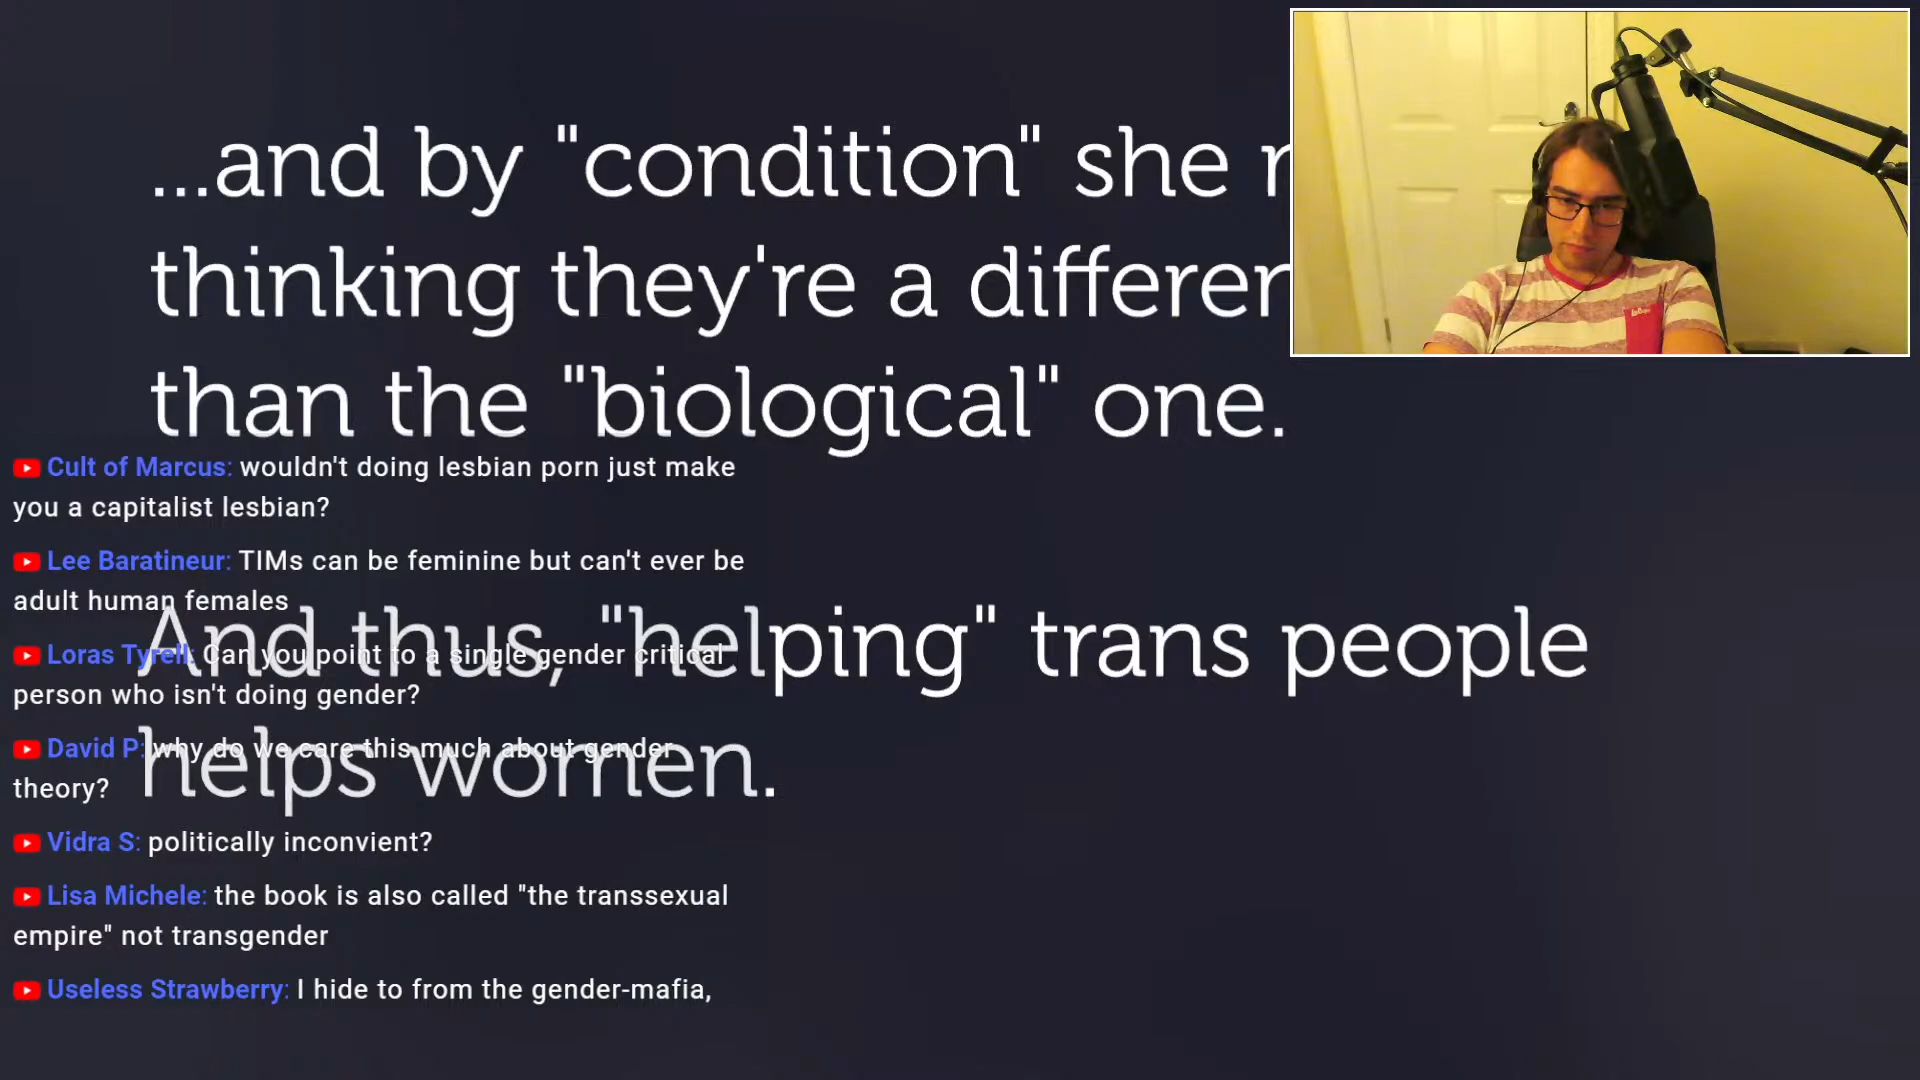 ...and by "condition" she
thinking they're a differen
than the "biological" one.
Cult of Marcus: wouldn't doing lesbian porn just make
you a capitalist lesbian?
Lee Baratineur: TIMs can be feminine but can't ever be
adult human females
And thus, "helping" trans people
Loras Tyrell: Can you point to a single gender critical
person who isn't doing gender?
David P: why do we care this much about gender
theory?
helps women.
Vidra S: politically inconvient?
Lisa Michele: the book is also called "the transsexual
empire" not transgender
Useless Strawberry: I hide to from the gender-mafia,